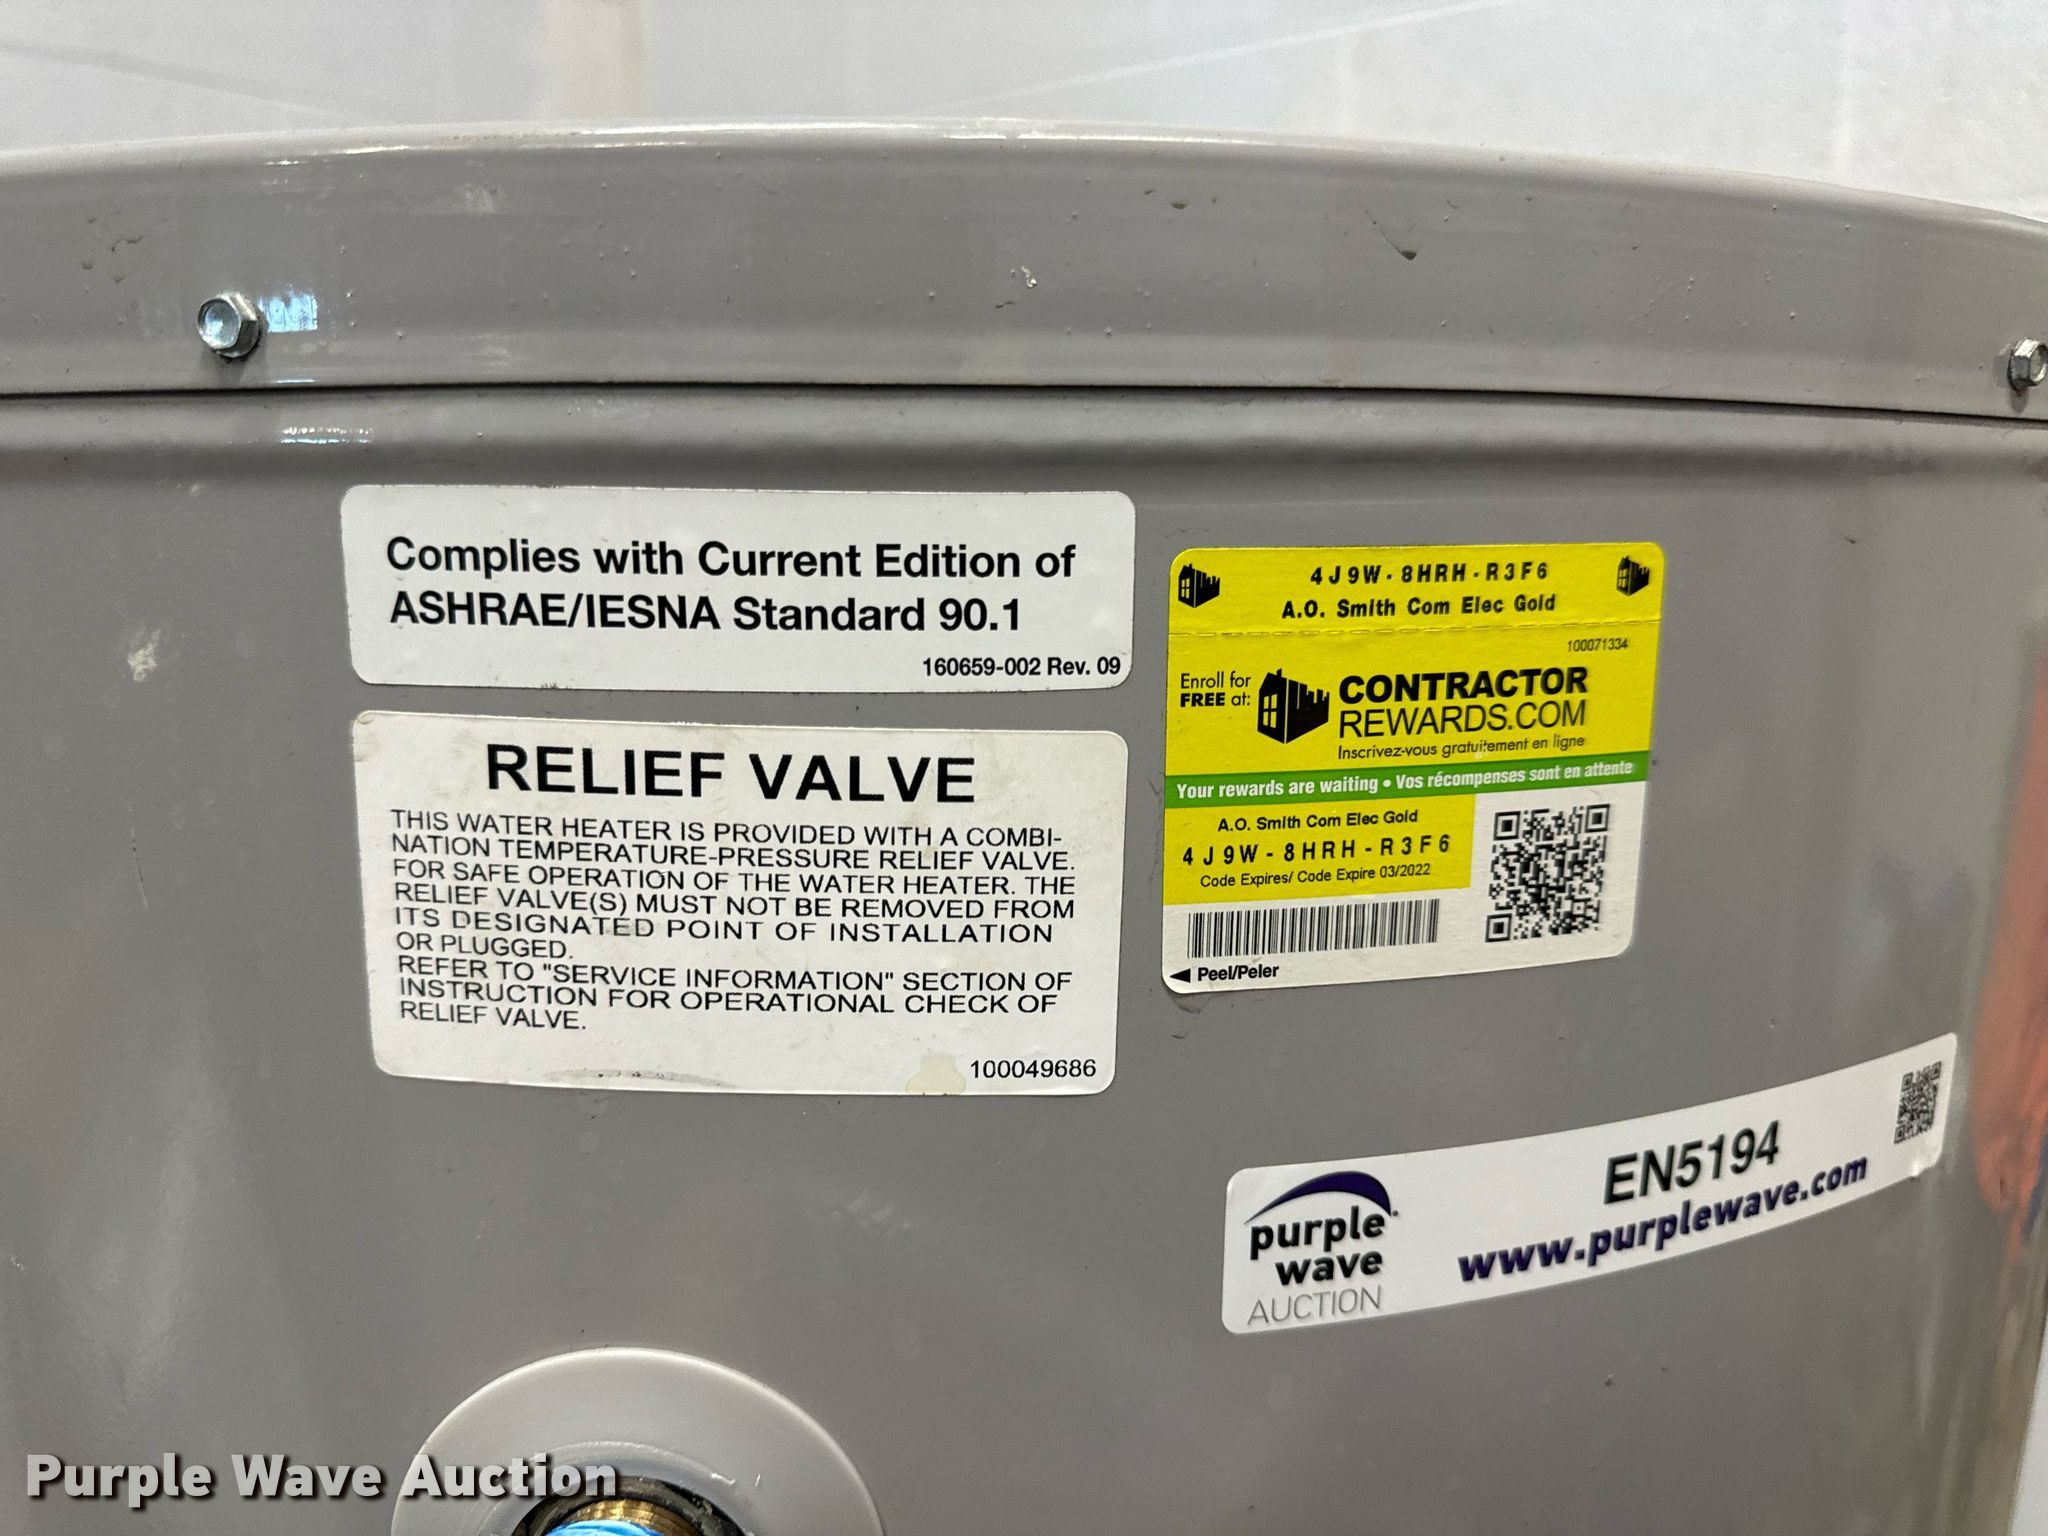 Complies with Current Edition of
ASHRAE/IESNA Standard 90.1
160659-002 Rev. 09
RELIEF VALVE
THIS WATER HEATER IS PROVIDED WITH A COMBI-
NATION TEMPERATURE-PRESSURE RELIEF VALVE.
FOR SAFE OPERATION OF THE WATER HEATER. THE
RELIEF VALVE(S) MUST NOT BE REMOVED FROM
ITS DESIGNATED POINT OF INSTALLATION
OR PLUGGED.
REFER TO "SERVICE INFORMATION" SECTION OF
INSTRUCTION FOR OPERATIONAL CHECK OF
RELIEF VALVE.
100049686
4J9W-8HRH-R3F6
A.O. Smith Com Elec Gold
100071334
Enroll for
FREE at:
CONTRACTOR
REWARDS.COM
Inscrivez-vous gratuitement en ligne
Your rewards are waiting • Vos récompenses sont en attente
A.O. Smith Com Elec Gold
4J9W-8HRH-R3F6
Code Expires/ Code Expire 03/2022
Peel/Peler
purple
wave
AUCTION
EN5194
www.purplewave.com
Purple Wave Auction